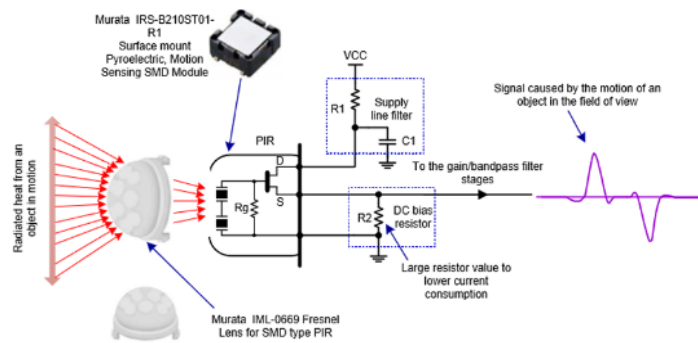 Murata IRS-B210ST01-
R1
Surface mount
Pyroelectric, Motion
Sensing SMD Module
VCC
R1
Supply
line filter
C1
Signal caused by the motion of an
object in the field of view
Radiated heat from an
object in motion
PIR
D
S
Rg
To the gain/bandpass filter
stages
R2
DC bias
resistor
Large resistor value to
lower current
consumption
Murata IML-0669 Fresnel
Lens for SMD type PIR